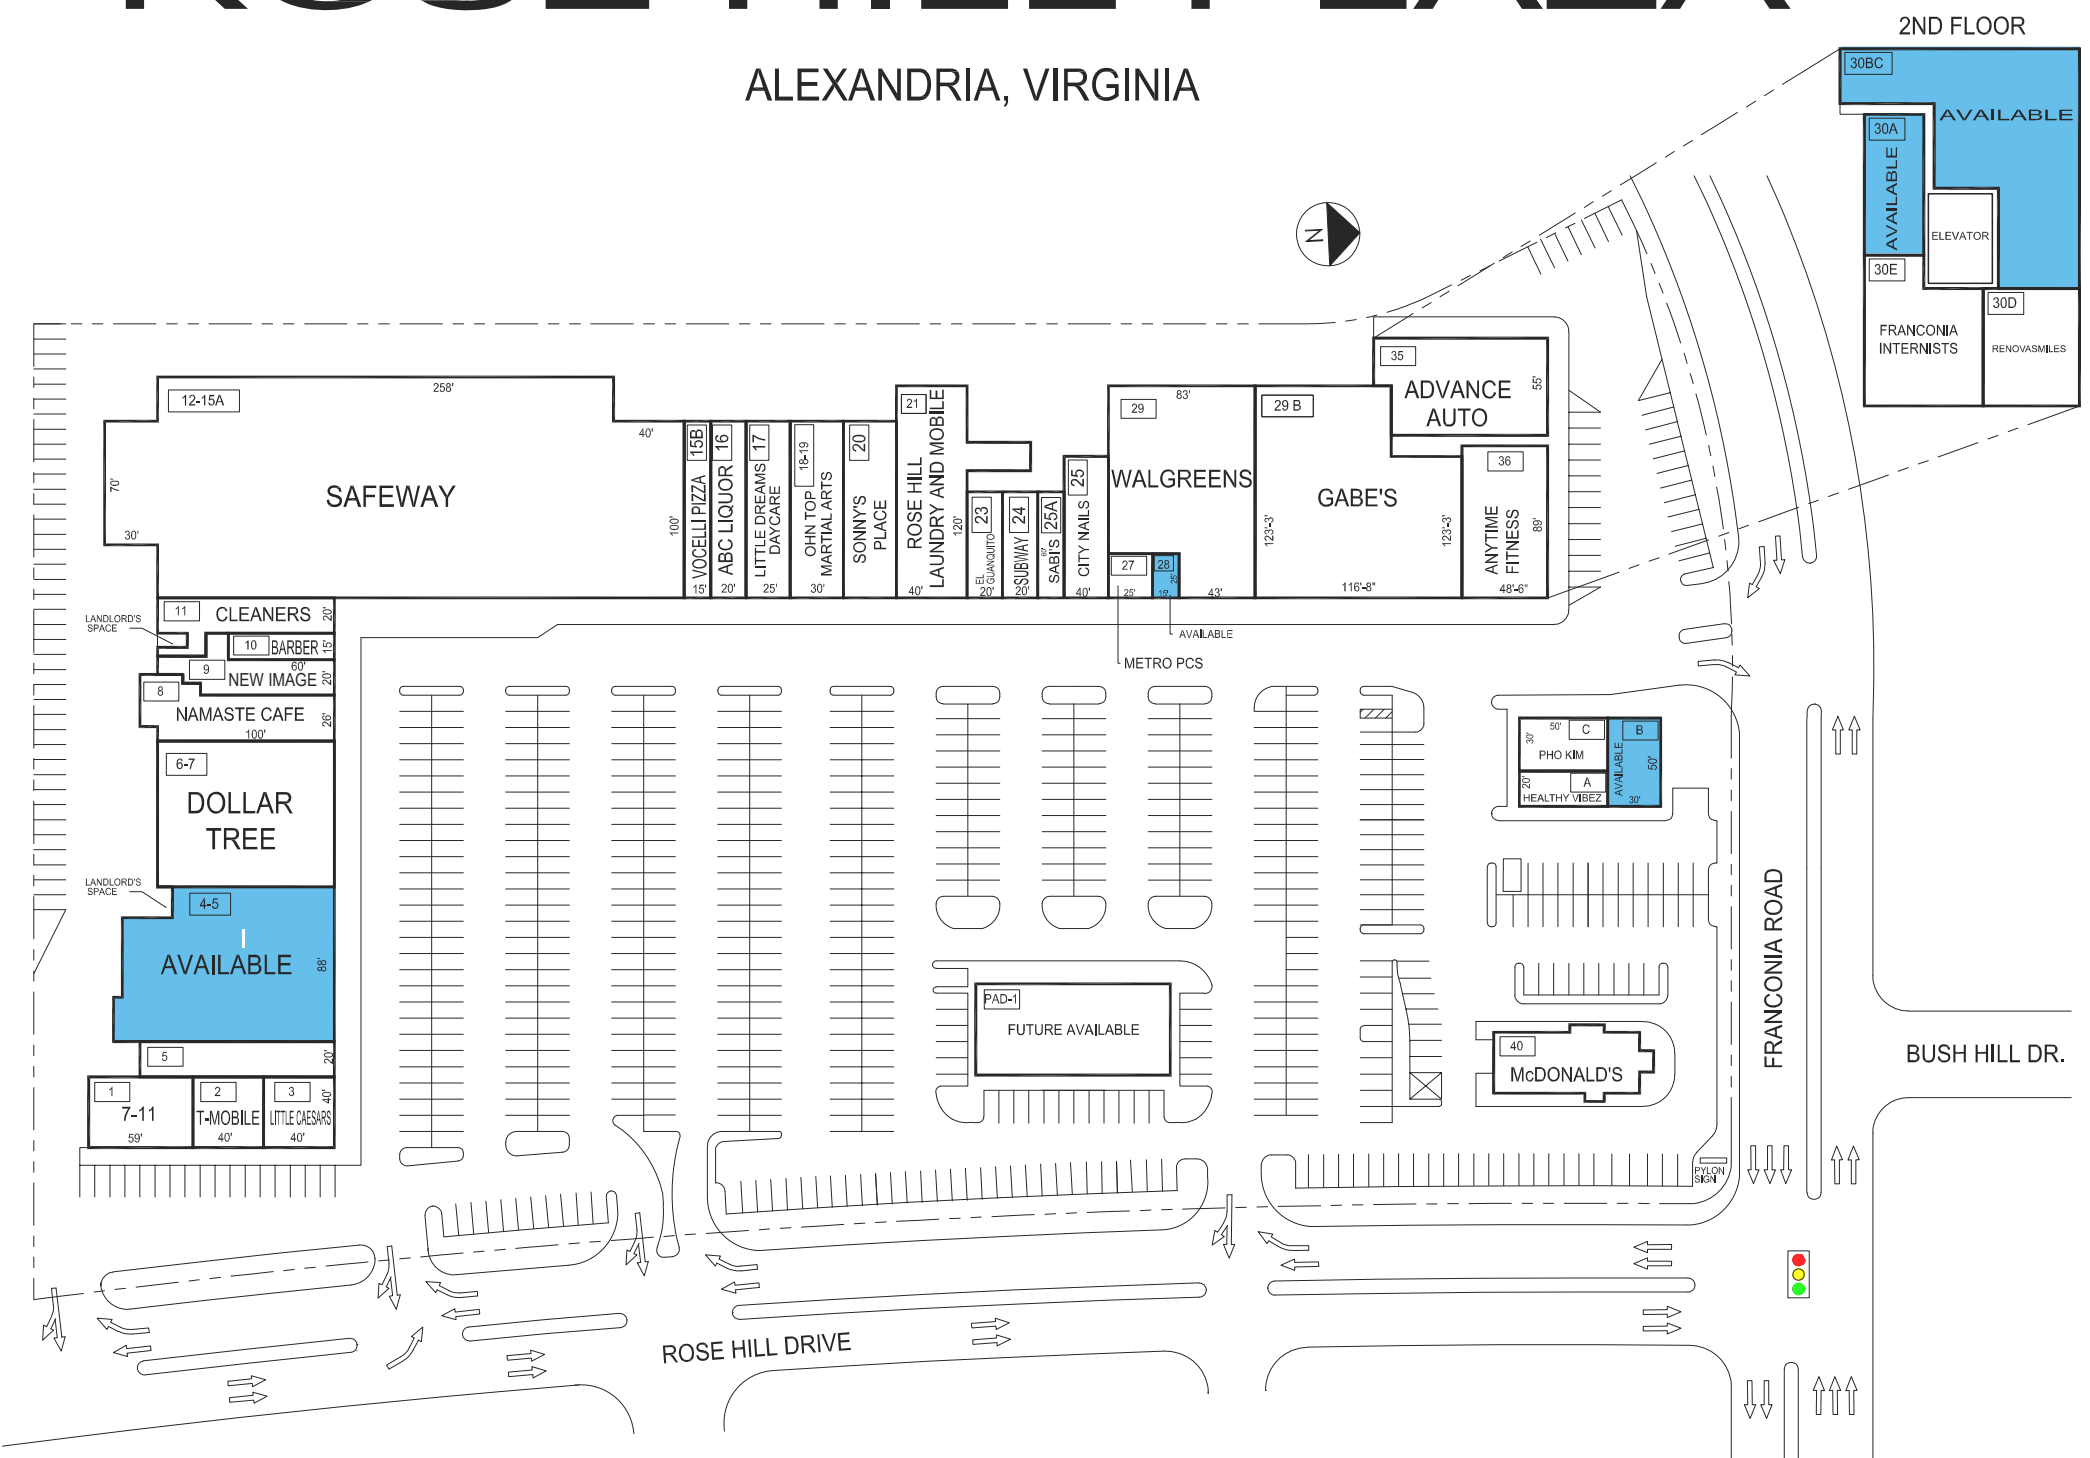 ROSE HILL PLAZA
ALEXANDRIA, VIRGINIA
2ND FLOOR
30BC
AVAILABLE
30A
AVAILABLE
ELEVATOR
30E
FRANCONIA
INTERNISTS
30D
RENOVASMILES
N
12-15A
258'
40'
70'
30'
SAFEWAY
100'
15B
VOCELLI PIZZA
15'
16
ABC LIQUOR
20'
17
LITTLE DREAMS
DAYCARE
25'
18-19
OHN TOP
MARTIAL ARTS
30'
20
SONNY'S
PLACE
21
ROSE HILL
LAUNDRY AND MOBILE
120'
40'
23
EL
GUANQUITO
20'
24
SUBWAY
20'
25A
SABI'S
60'
25
CITY NAILS
40'
29
83'
WALGREENS
27
25'
28
25'
15'
43'
AVAILABLE
METRO PCS
29 B
GABE'S
123'-3"
123'-3"
116'-8"
35
ADVANCE
AUTO
55'
36
ANYTIME
FITNESS
89'
48'-6"
11
CLEANERS
20'
LANDLORD'S
SPACE
10
BARBER
15'
9
60'
NEW IMAGE
20'
8
NAMASTE CAFE
26'
100'
6-7
DOLLAR
TREE
LANDLORD'S
SPACE
4-5
AVAILABLE
88'
5
20'
1
7-11
59'
2
T-MOBILE
40'
3
LITTLE CAESARS
40'
40'
PAD-1
FUTURE AVAILABLE
50'
C
30'
PHO KIM
20'
A
HEALTHY VIBEZ
B
AVAILABLE
50'
30'
40
McDONALD'S
PYLON
SIGN
FRANCONIA ROAD
BUSH HILL DR.
ROSE HILL DRIVE